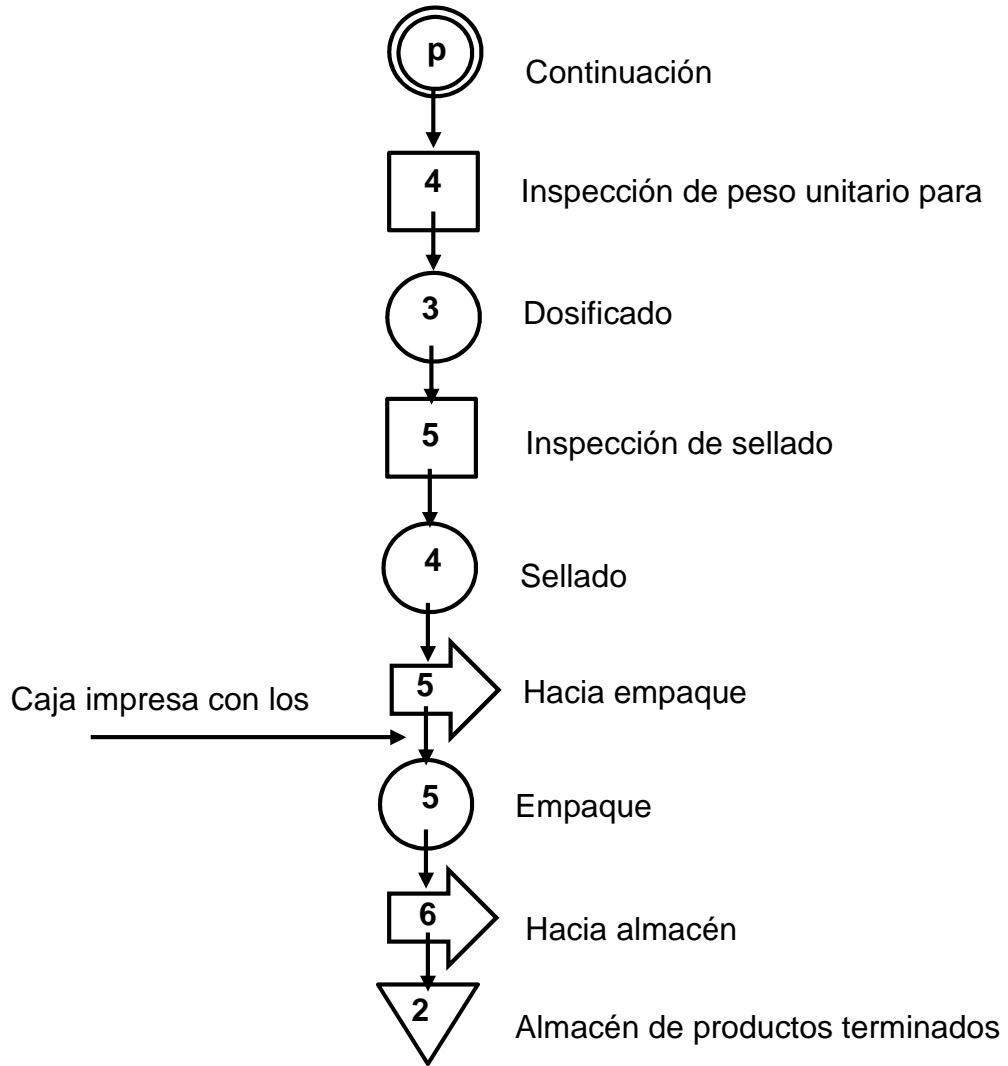 p
Continuación
4
Inspección de peso unitario para
3
Dosificado
5
Inspección de sellado
4
Sellado
5
Hacia empaque
Caja impresa con los
5
Empaque
6
Hacia almacén
2
Almacén de productos terminados